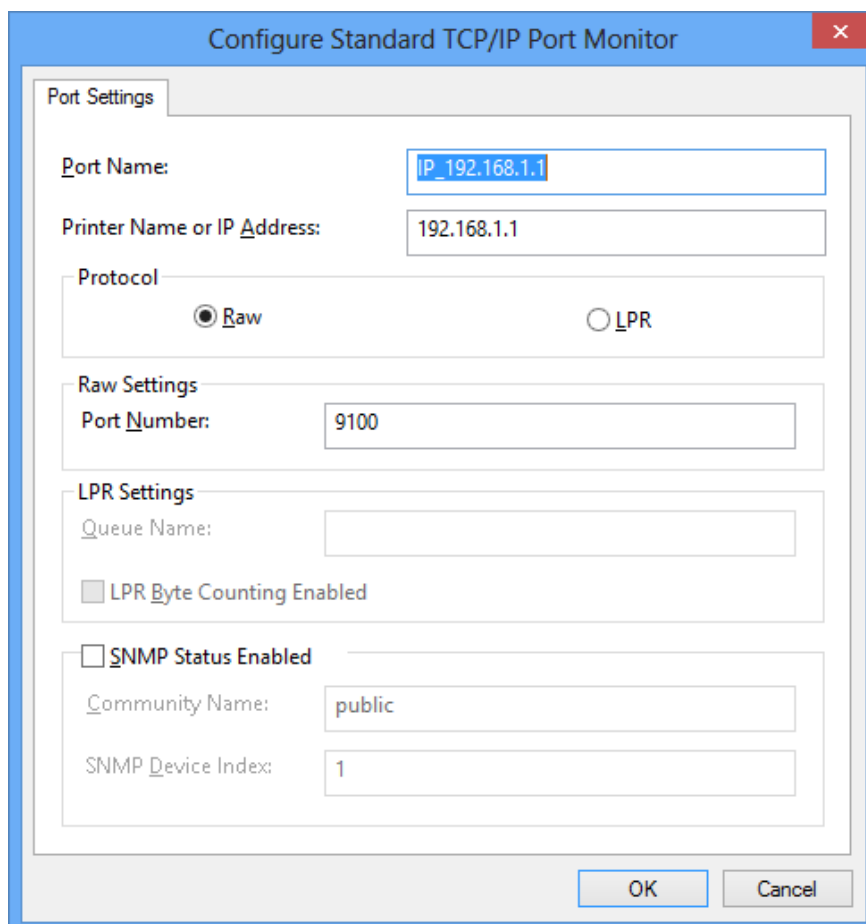 Configure Standard TCP/IP Port Monitor
Port Settings
Port Name: IP_192.168.1.1
Printer Name or IP Address: 192.168.1.1
Protocol
Raw LPR
Raw Settings
Port Number: 9100
LPR Settings
Queue Name:
LPR Byte Counting Enabled
SNMP Status Enabled
Community Name: public
SNMP Device Index: 1
OK Cancel